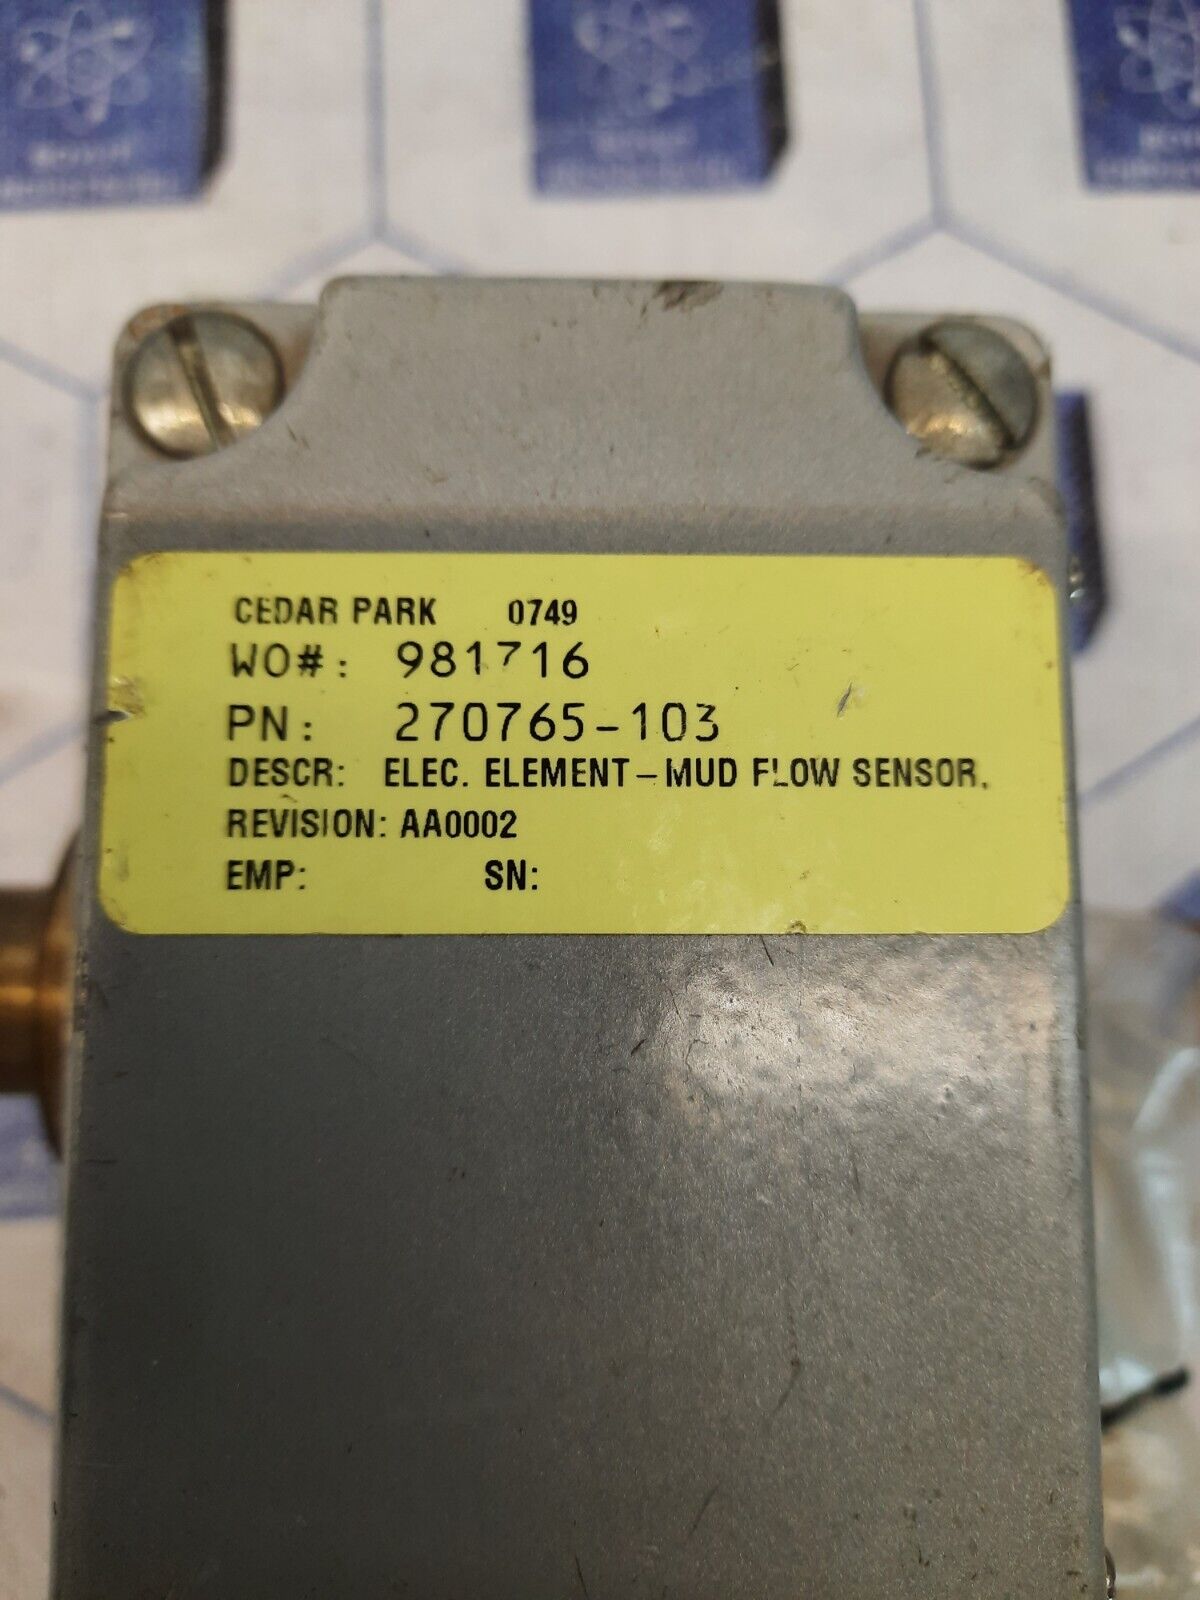 CEDAR PARK 0749
WO#: 981716
PN: 270765-103
DESCR: ELEC. ELEMENT-MUD FLOW SENSOR.
REVISION: AA0002
EMP: SN: